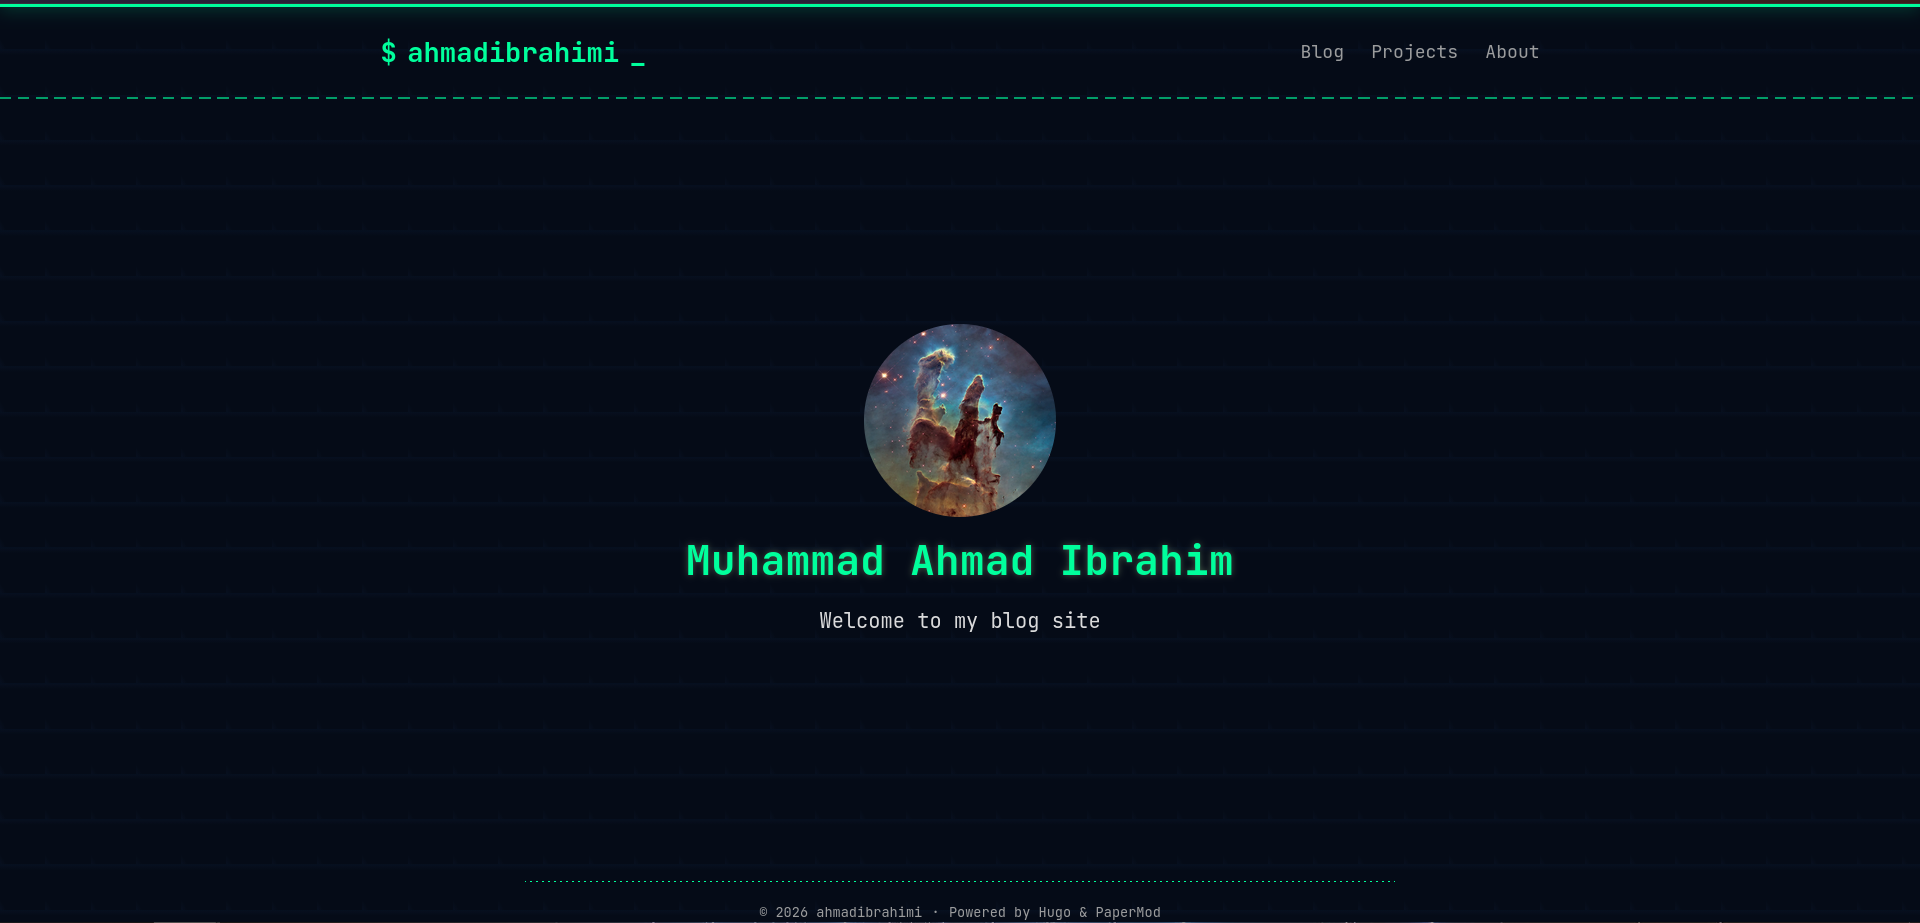 $ ahmadibrahimi _
Blog Projects About
Muhammad Ahmad Ibrahim
Welcome to my blog site
© 2026 ahmadibrahimi · Powered by Hugo & PaperMod